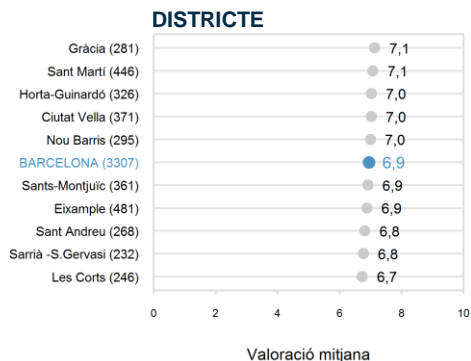 DISTRICTE
Gràcia (281) 7,1
Sant Martí (446) 7,1
Horta-Guinardó (326) 7,0
Ciutat Vella (371) 7,0
Nou Barris (295) 7,0
BARCELONA (3307) 6,9
Sants-Montjuïc (361) 6,9
Eixample (481) 6,9
Sant Andreu (268) 6,8
Sarrià -S.Gervasi (232) 6,8
Les Corts (246) 6,7
0 2 4 6 8 10
Valoració mitjana